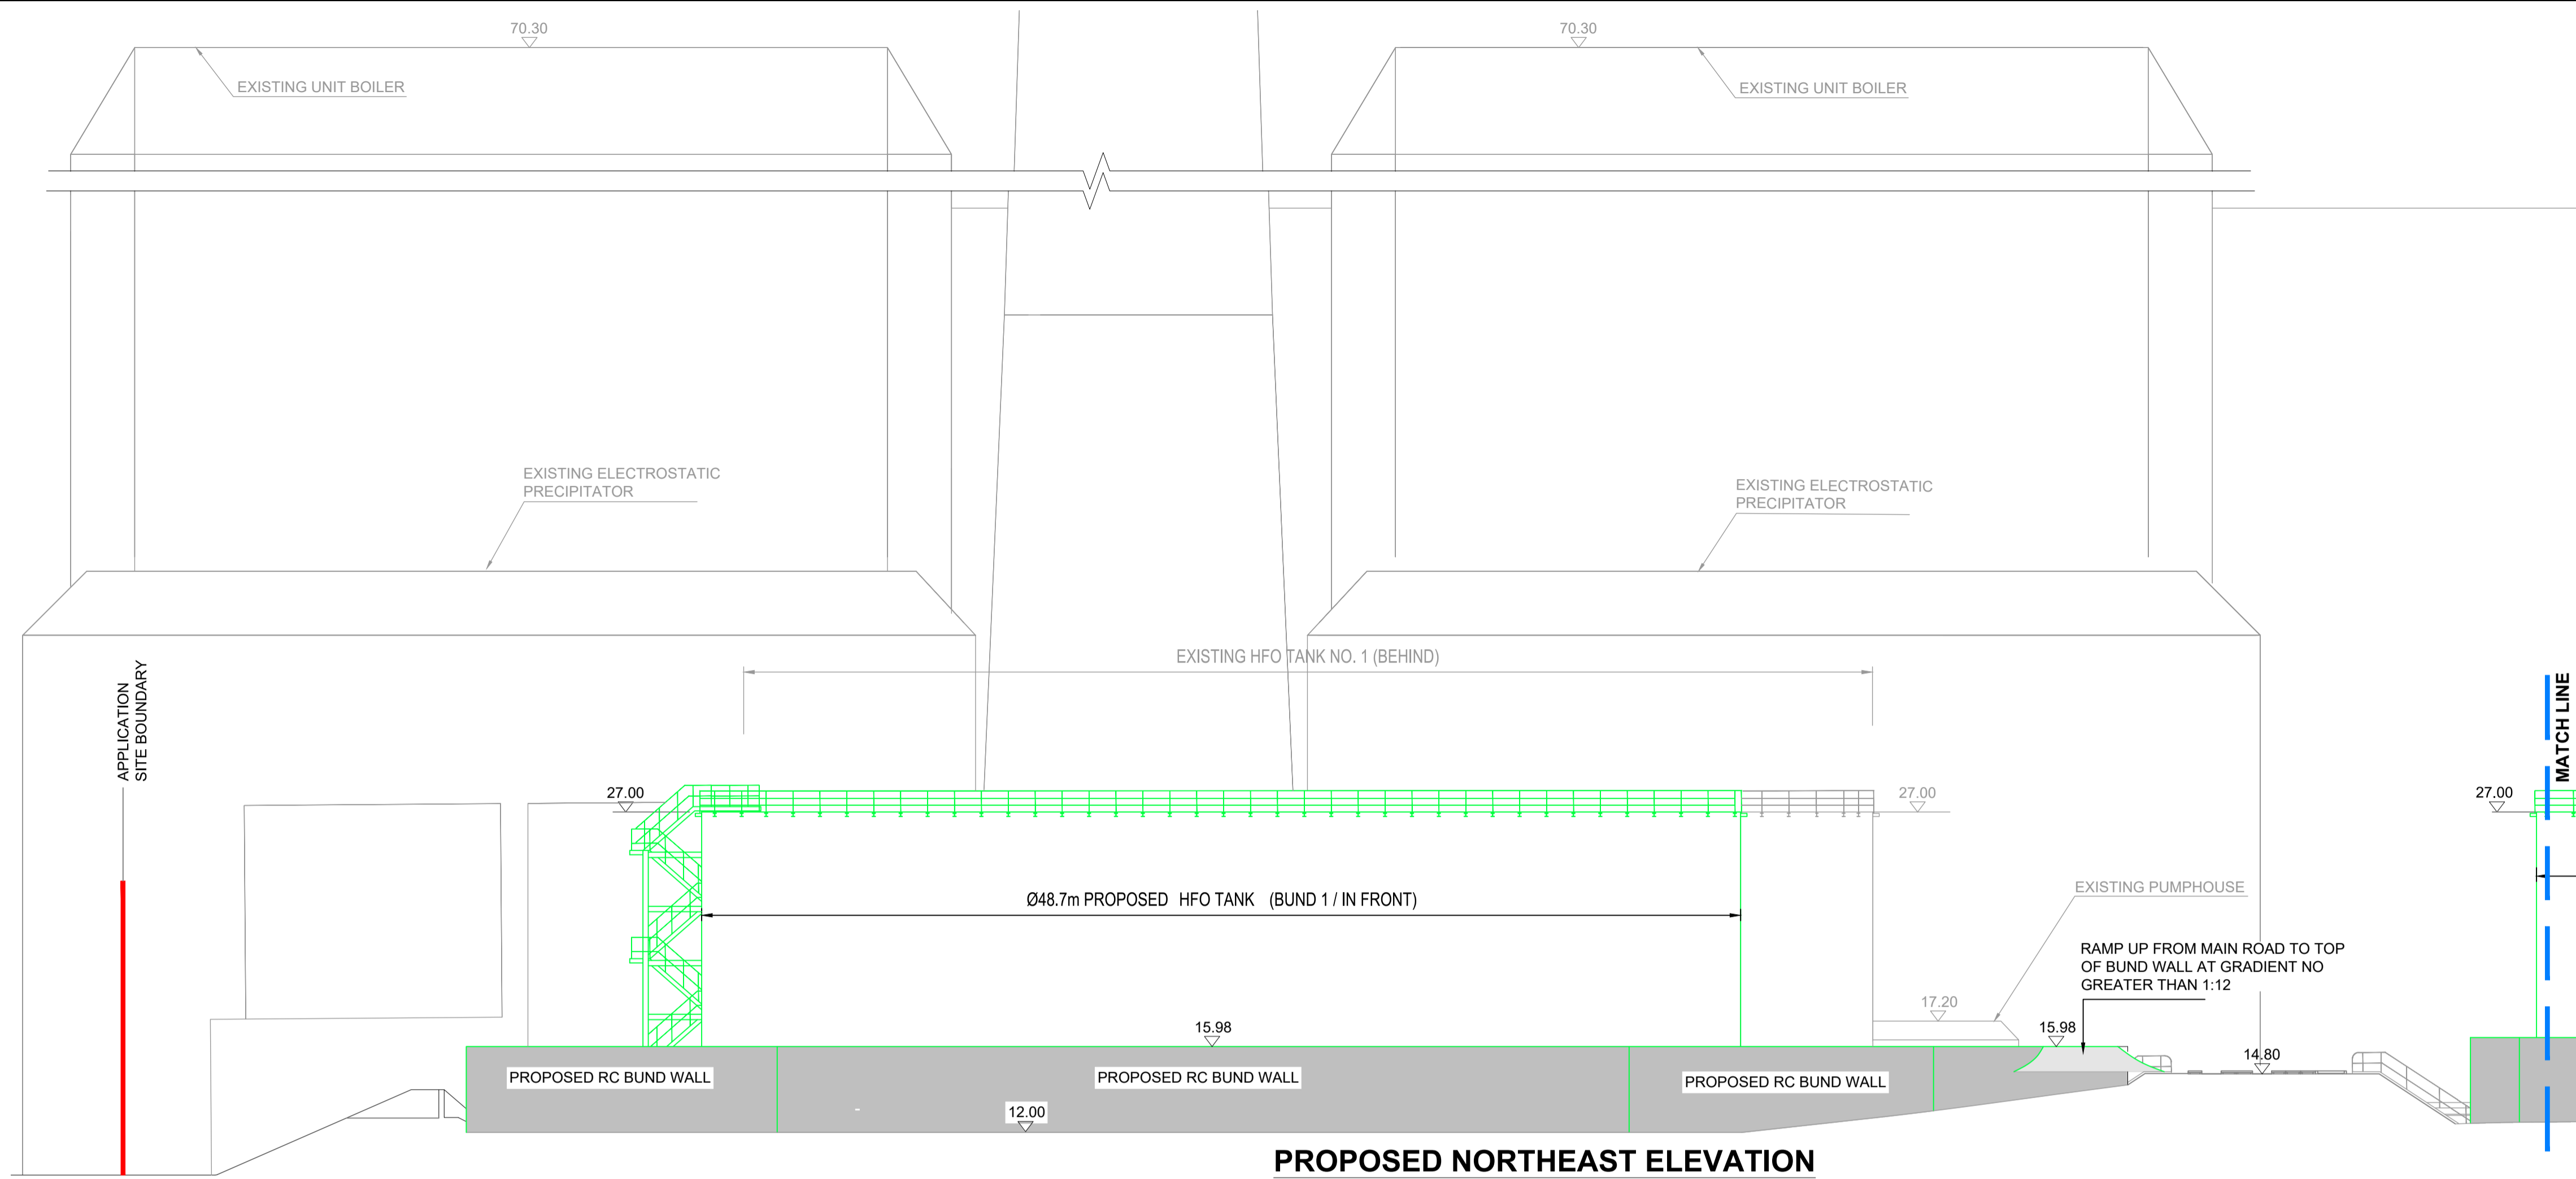 70.30
70.30
EXISTING UNIT BOILER
EXISTING UNIT BOILER
EXISTING ELECTROSTATIC
PRECIPITATOR
EXISTING ELECTROSTATIC
PRECIPITATOR
EXISTING HFO TANK NO. 1 (BEHIND)
APPLICATION
SITE BOUNDARY
MATCH LINE
27.00
27.00
27.00
Ø48.7m PROPOSED HFO TANK (BUND 1 / IN FRONT)
EXISTING PUMPHOUSE
RAMP UP FROM MAIN ROAD TO TOP
OF BUND WALL AT GRADIENT NO
GREATER THAN 1:12
17.20
15.98
15.98
14.80
PROPOSED RC BUND WALL
PROPOSED RC BUND WALL
PROPOSED RC BUND WALL
12.00
PROPOSED NORTHEAST ELEVATION